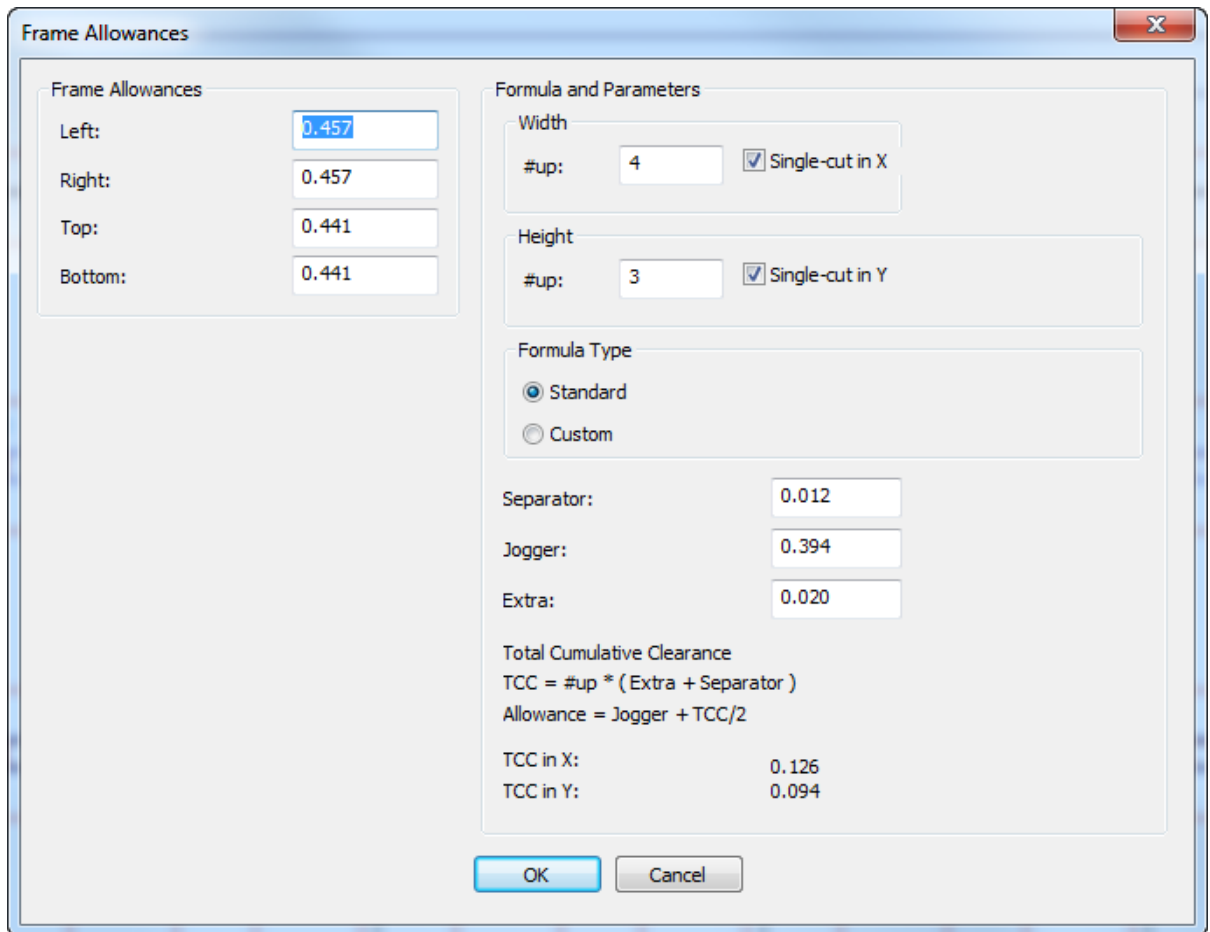 Frame Allowances
Frame Allowances
Left: 0.457
Right: 0.457
Top: 0.441
Bottom: 0.441
Formula and Parameters
Width
#up: 4 Single-cut in X
Height
#up: 3 Single-cut in Y
Formula Type
Standard
Custom
Separator: 0.012
Jogger: 0.394
Extra: 0.020
Total Cumulative Clearance
TCC = #up * ( Extra + Separator )
Allowance = Jogger + TCC/2
TCC in X: 0.126
TCC in Y: 0.094
OK Cancel